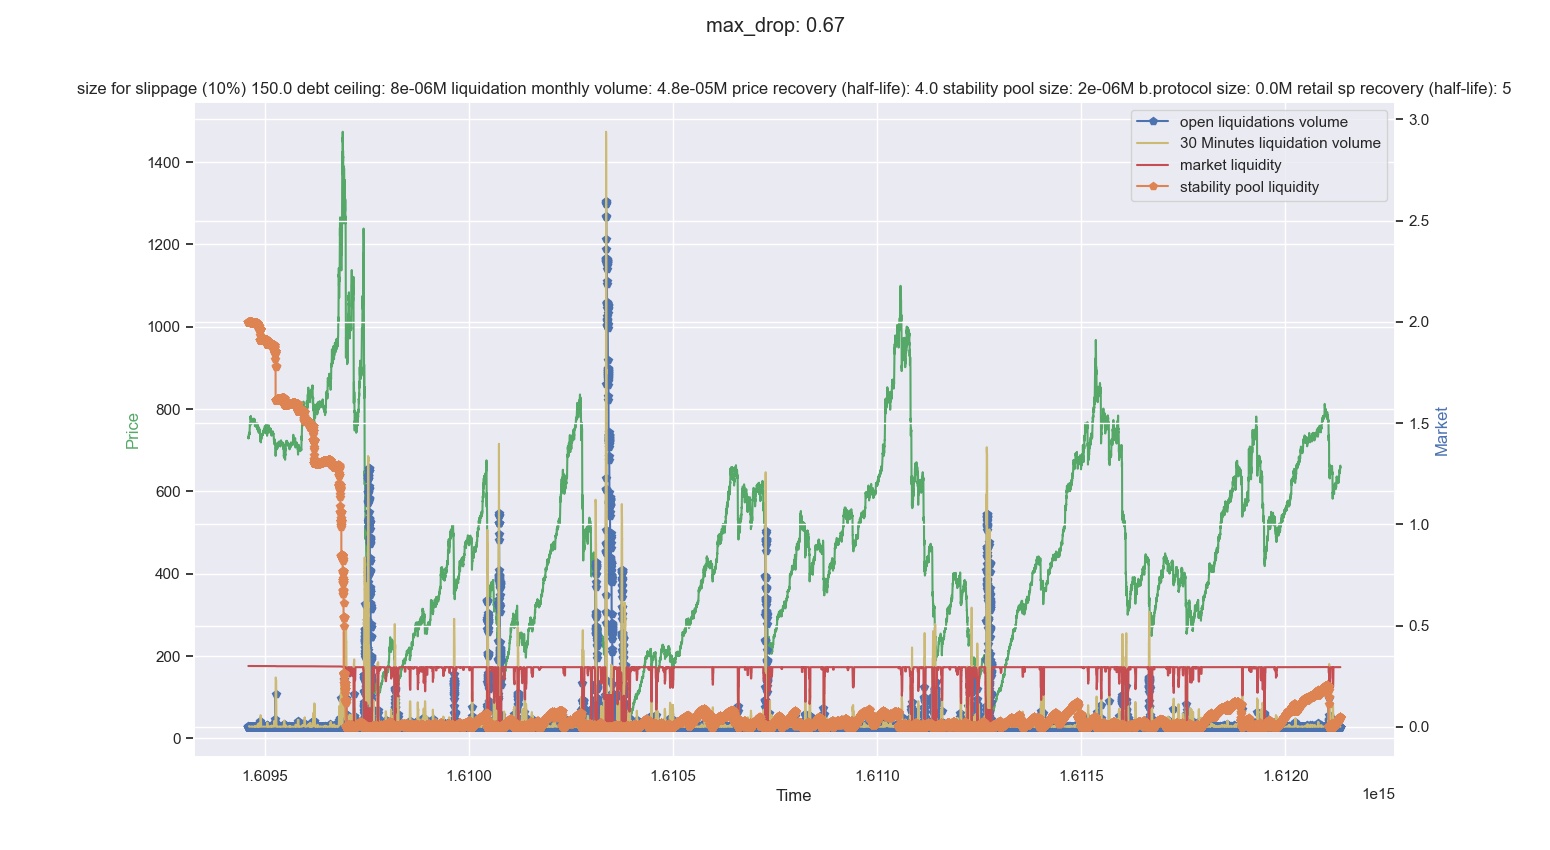 max_drop: 0.67
size for slippage (10%) 150.0 debt ceiling: 8e-06M liquidation monthly volume: 4.8e-05M price recovery (half-life): 4.0 stability pool size: 2e-06M b.protocol size: 0.0M retail sp recovery (half-life): 5
open liquidations volume
30 Minutes liquidation volume
market liquidity
stability pool liquidity
1400
1200
1000
800
600
400
200
0
Price
3.0
2.5
2.0
1.5
1.0
0.5
0.0
Market
1.6095 1.6100 1.6105 1.6110 1.6115 1.6120
1e15
Time